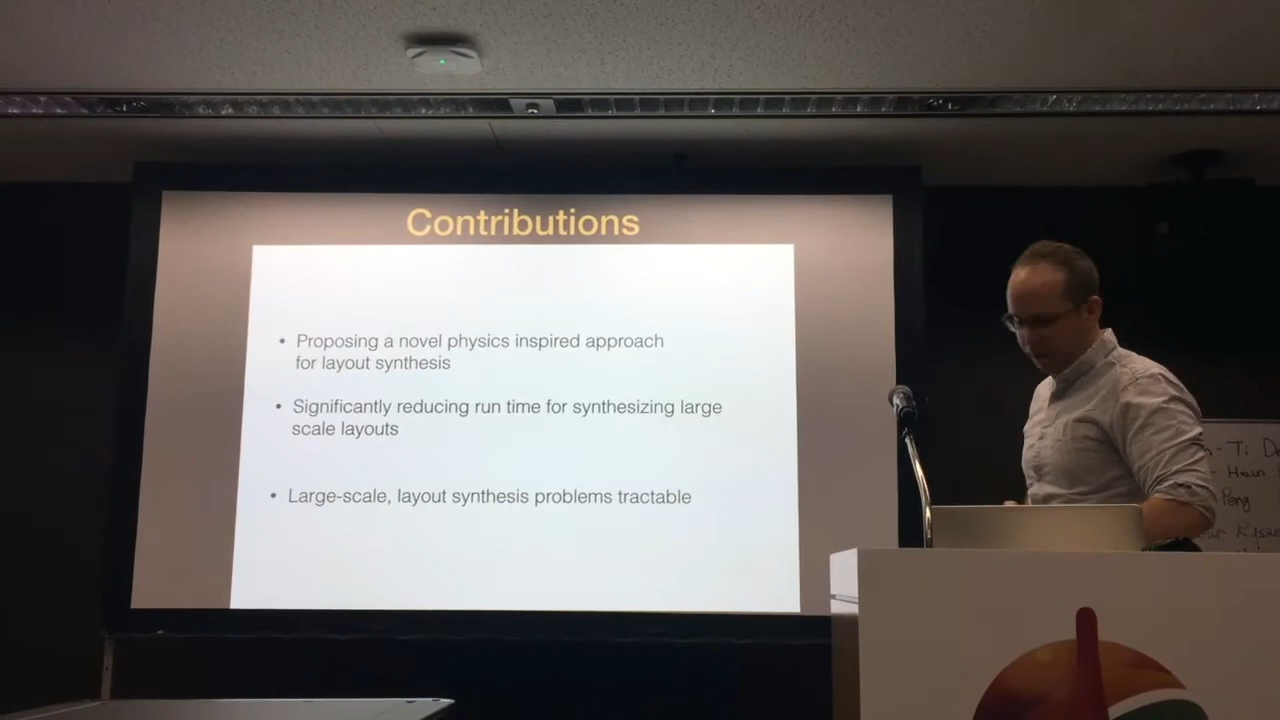 Contributions
• Proposing a novel physics inspired approach
for layout synthesis
• Significantly reducing run time for synthesizing large
scale layouts
• Large-scale, layout synthesis problems tractable
Peng